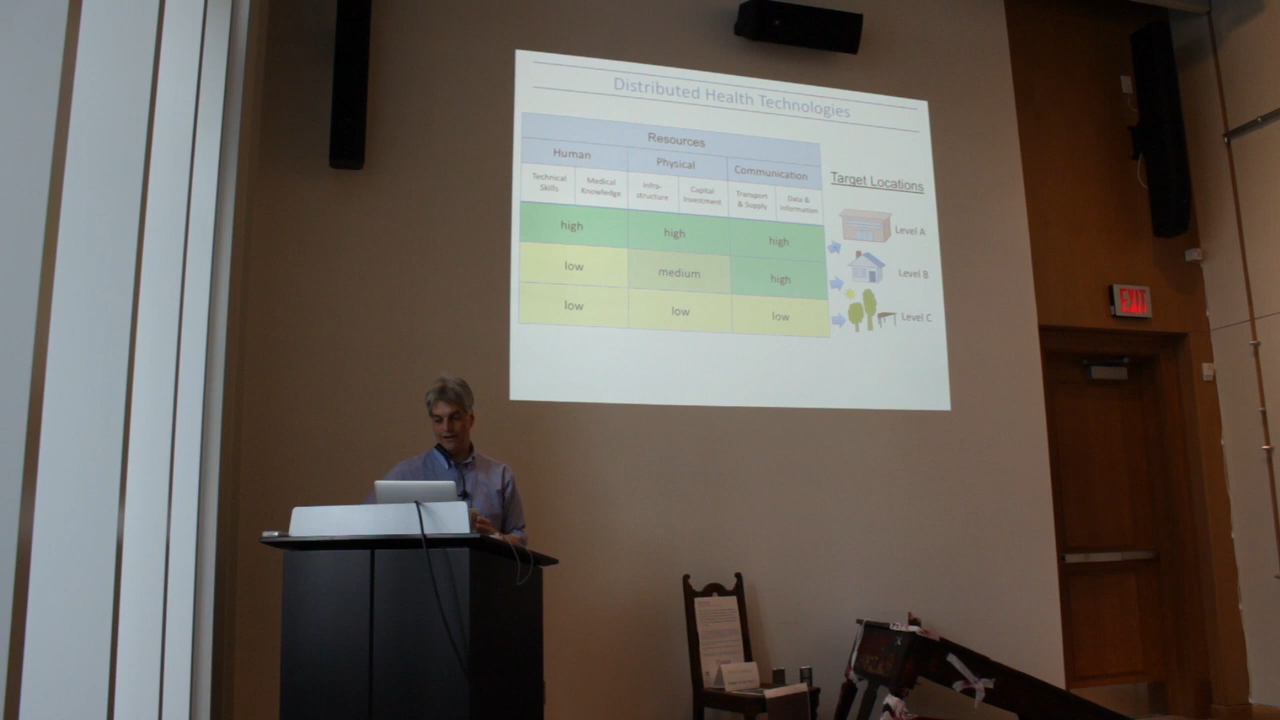 Distributed Health Technologies
Resources
Human Physical Communication
Technical Skills Medical Knowledge Infra-structure Capital Investment Transport & Supply Data & Information
Target Locations
high high high Level A
low medium high Level B
low low low Level C
EXIT